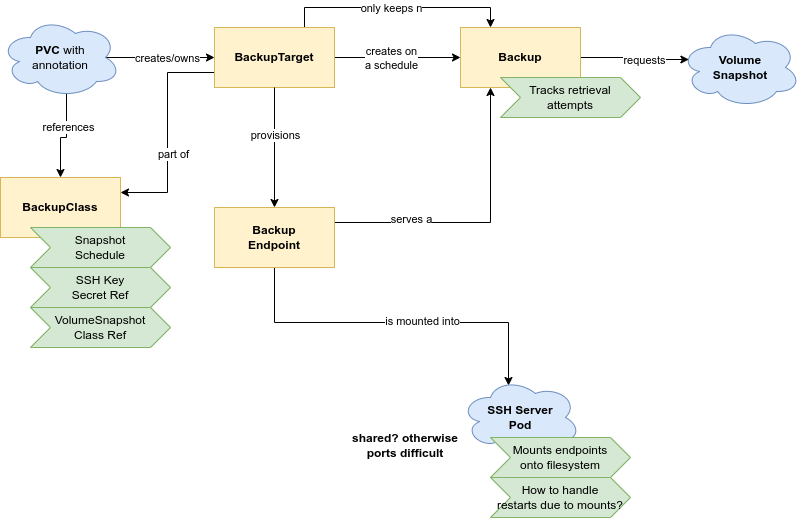 only keeps n
PVC with
annotation
creates/owns
BackupTarget
creates on
a schedule
Backup
requests
Volume
Snapshot
Tracks retrieval
attempts
references
provisions
part of
BackupClass
Snapshot
Schedule
SSH Key
Secret Ref
VolumeSnapshot
Class Ref
Backup
Endpoint
serves a
is mounted into
SSH Server
Pod
shared? otherwise
ports difficult
Mounts endpoints
onto filesystem
How to handle
restarts due to mounts?